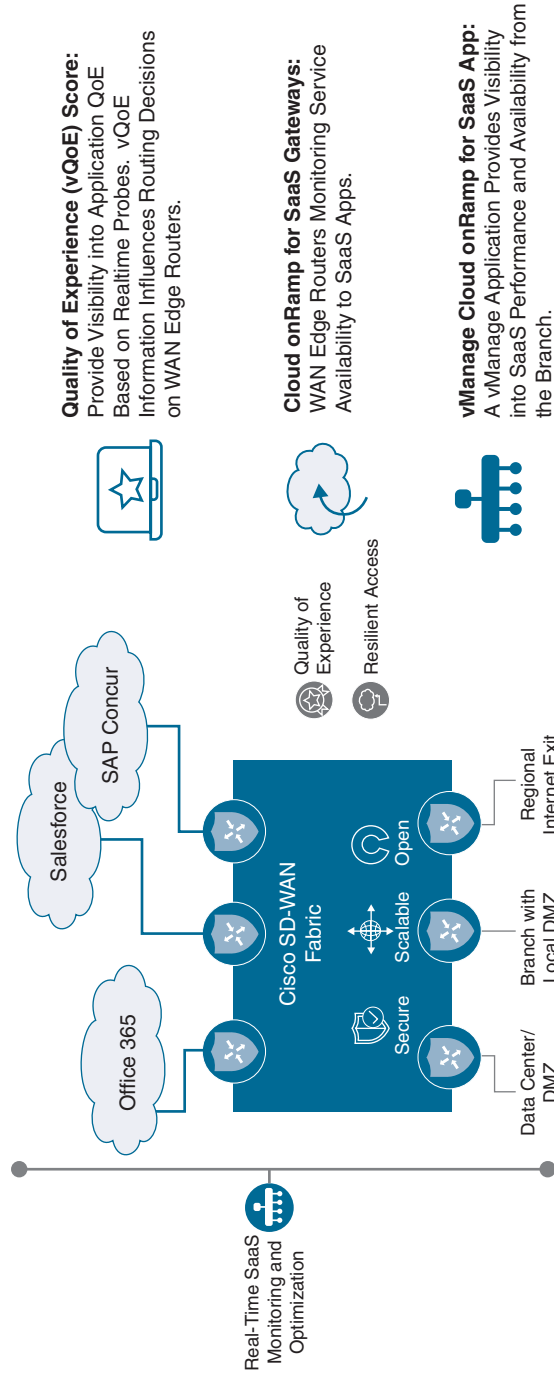 Real-Time SaaS
Monitoring and
Optimization
Office 365
Salesforce
SAP Concur
Cisco SD-WAN
Fabric
Secure
Scalable
Open
Data Center/
DMZ
Branch with
Local DMZ
Regional
Internet Exit
Quality of
Experience
Resilient Access
Quality of Experience (vQoE) Score:
Provide Visibility into Application QoE
Based on Realtime Probes. vQoE
Information Influences Routing Decisions
on WAN Edge Routers.
Cloud onRamp for SaaS Gateways:
WAN Edge Routers Monitoring Service
Availability to SaaS Apps.
vManage Cloud onRamp for SaaS App:
A vManage Application Provides Visibility
into SaaS Performance and Availability from
the Branch.